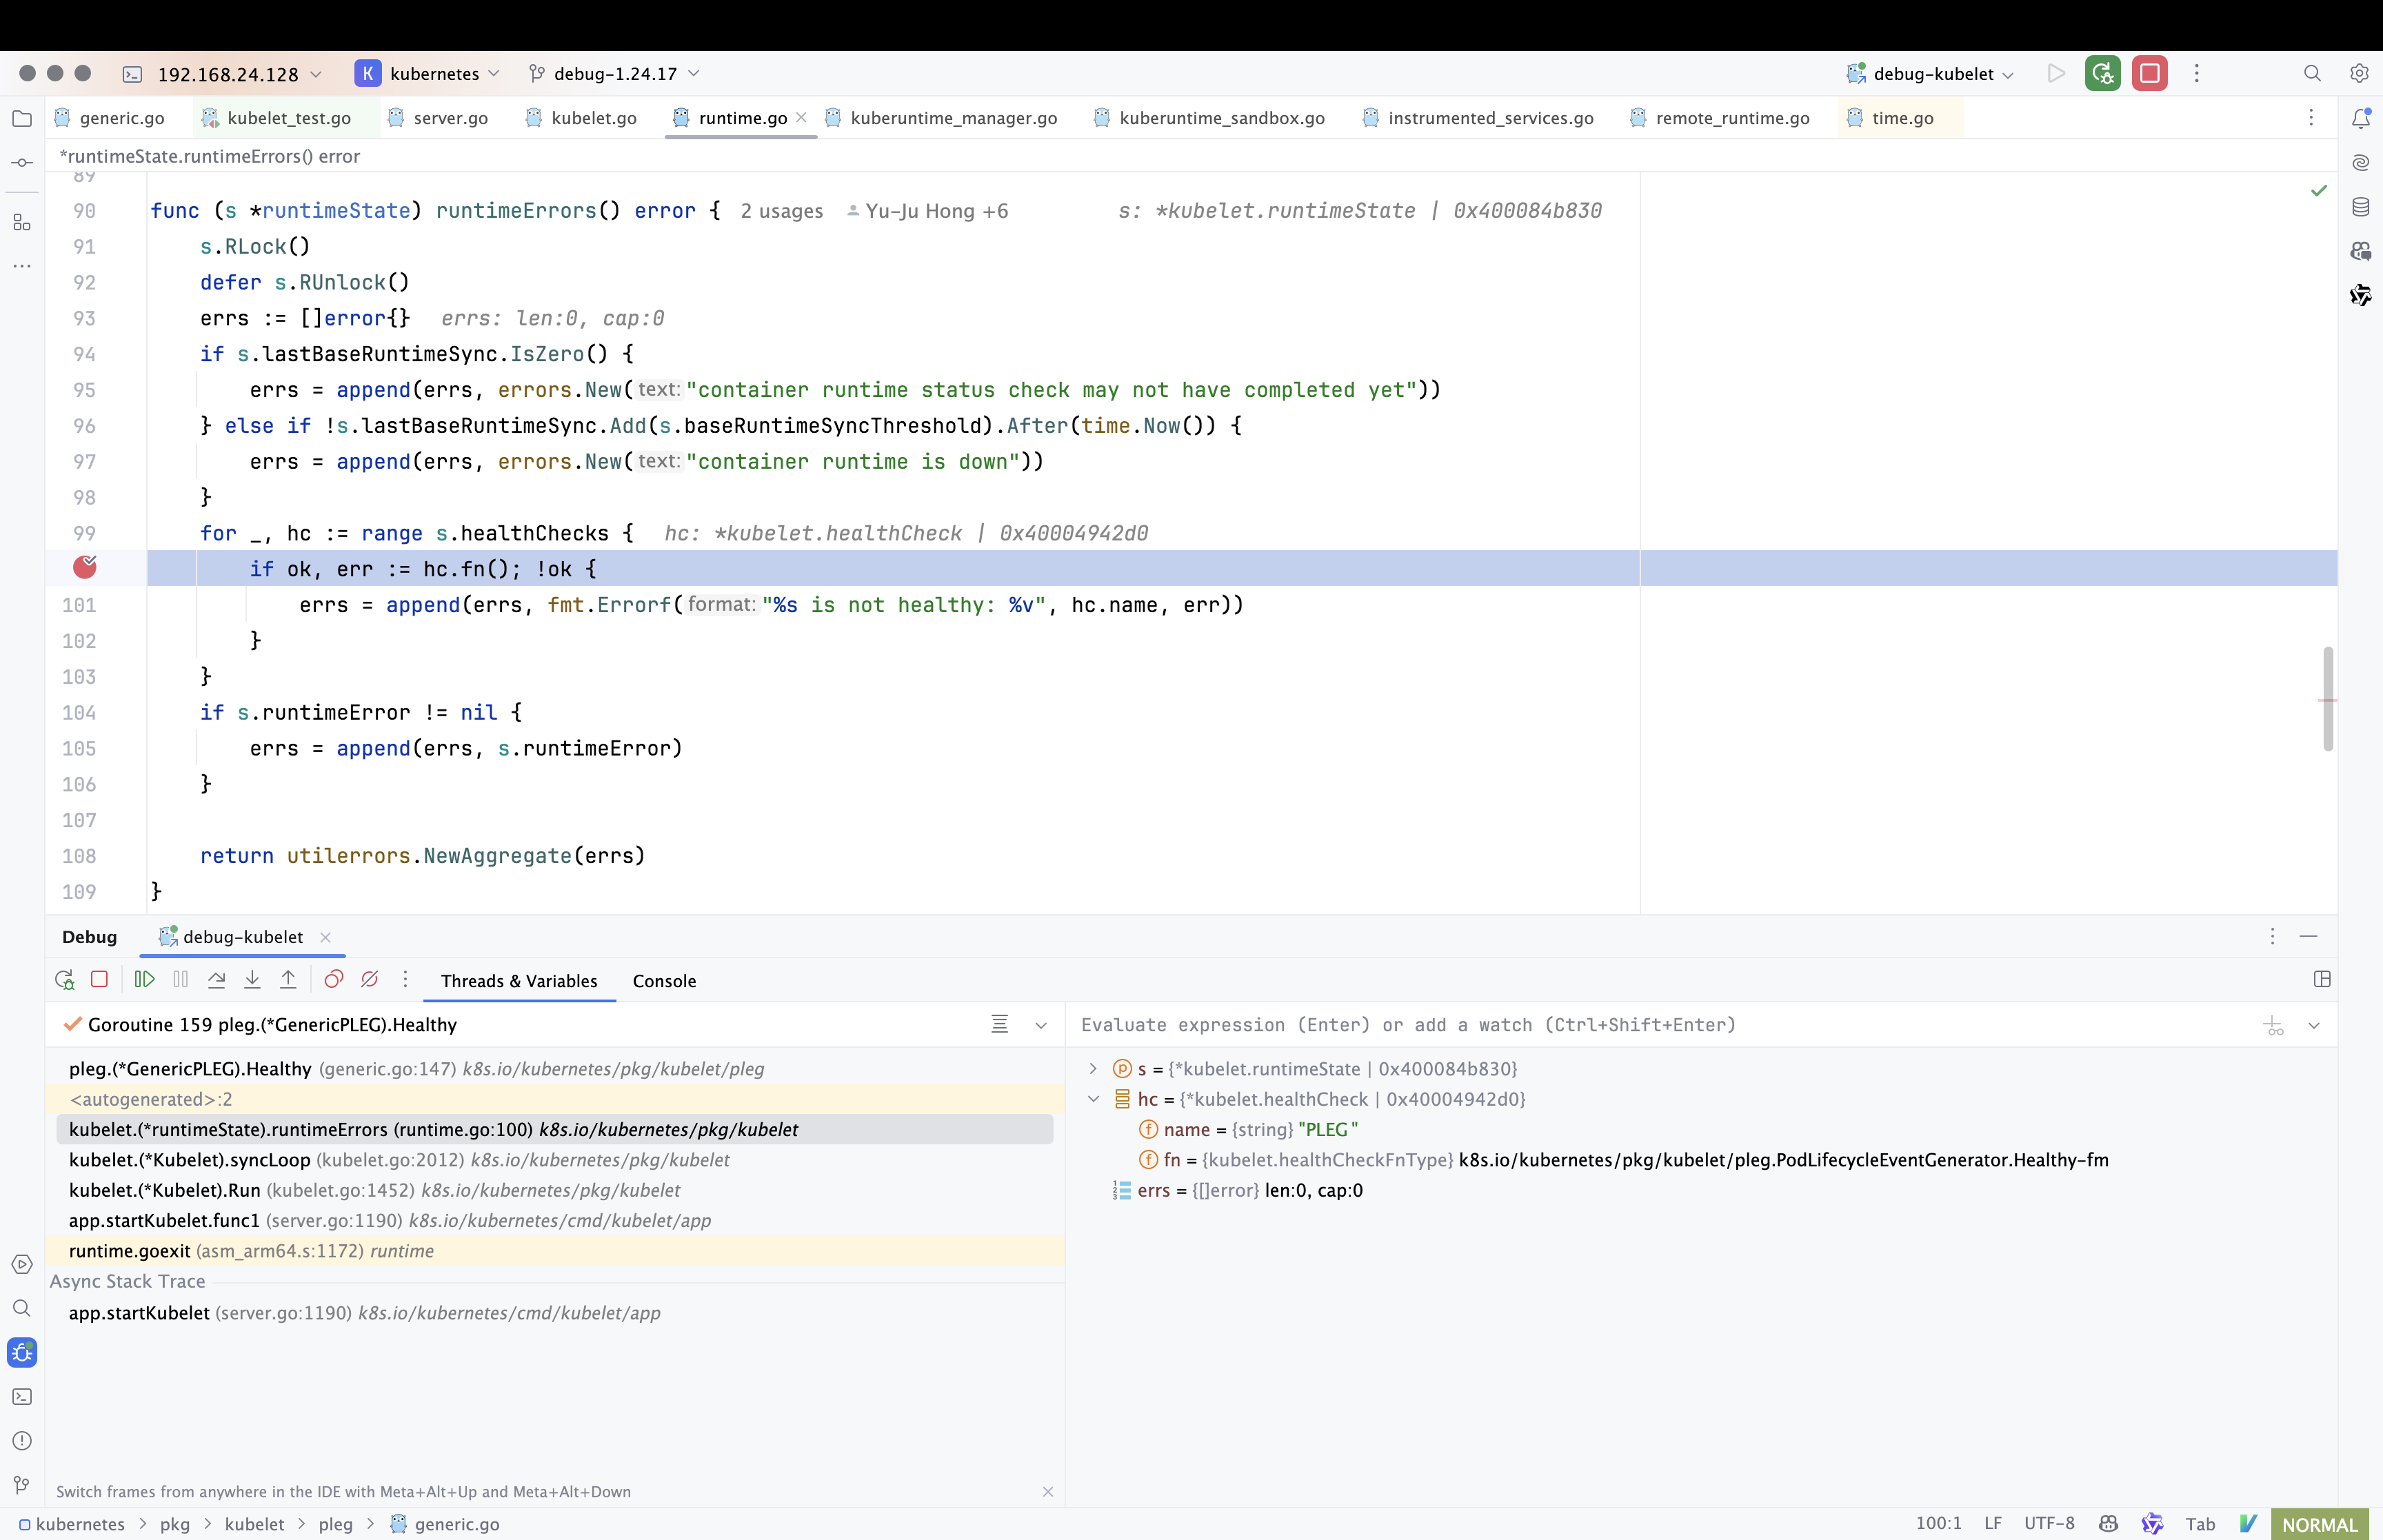 192.168.24.128 K kubernetes debug-1.24.17 debug-kubelet
generic.go kubelet_test.go server.go kubelet.go runtime.go kuberuntime_manager.go kuberuntime_sandbox.go instrumented_services.go remote_runtime.go time.go
*runtimeState.runtimeErrors() error
89
90 func (s *runtimeState) runtimeErrors() error { 2 usages Yu-Ju Hong +6 s: *kubelet.runtimeState | 0x400084b830
91 s.RLock()
92 defer s.RUnlock()
93 errs := []error{} errs: len:0, cap:0
94 if s.lastBaseRuntimeSync.IsZero() {
95 errs = append(errs, errors.New( text: "container runtime status check may not have completed yet"))
96 } else if !s.lastBaseRuntimeSync.Add(s.baseRuntimeSyncThreshold).After(time.Now()) {
97 errs = append(errs, errors.New( text: "container runtime is down"))
98 }
99 for _, hc := range s.healthChecks { hc: *kubelet.healthCheck | 0x40004942d0
if ok, err := hc.fn(); !ok {
101 errs = append(errs, fmt.Errorf( format: "%s is not healthy: %v", hc.name, err))
102 }
103 }
104 if s.runtimeError != nil {
105 errs = append(errs, s.runtimeError)
106 }
107
108 return utilerrors.NewAggregate(errs)
109 }
Debug debug-kubelet
Threads & Variables Console
Goroutine 159 pleg.(*GenericPLEG).Healthy
pleg.(*GenericPLEG).Healthy (generic.go:147) k8s.io/kubernetes/pkg/kubelet/pleg
<autogenerated>:2
kubelet.(*runtimeState).runtimeErrors (runtime.go:100) k8s.io/kubernetes/pkg/kubelet
kubelet.(*Kubelet).syncLoop (kubelet.go:2012) k8s.io/kubernetes/pkg/kubelet
kubelet.(*Kubelet).Run (kubelet.go:1452) k8s.io/kubernetes/pkg/kubelet
app.startKubelet.func1 (server.go:1190) k8s.io/kubernetes/cmd/kubelet/app
runtime.goexit (asm_arm64.s:1172) runtime
Async Stack Trace
app.startKubelet (server.go:1190) k8s.io/kubernetes/cmd/kubelet/app
Switch frames from anywhere in the IDE with Meta+Alt+Up and Meta+Alt+Down
Evaluate expression (Enter) or add a watch (Ctrl+Shift+Enter)
s = {*kubelet.runtimeState | 0x400084b830}
hc = {*kubelet.healthCheck | 0x40004942d0}
name = {string} "PLEG"
fn = {kubelet.healthCheckFnType} k8s.io/kubernetes/pkg/kubelet/pleg.PodLifecycleEventGenerator.Healthy-fm
errs = {[]error} len:0, cap:0
kubernetes > pkg > kubelet > pleg > generic.go 100:1 LF UTF-8 Tab NORMAL